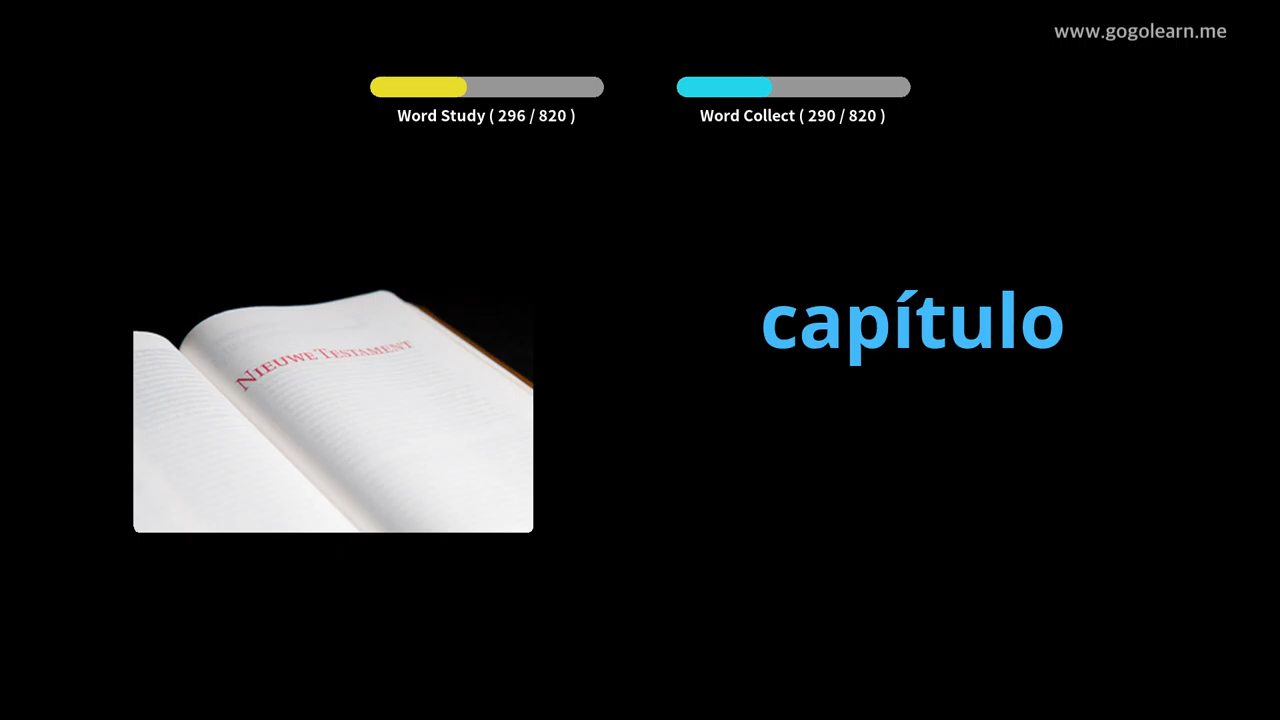 www.gogolearn.me
Word Study ( 296 / 820 )
Word Collect ( 290 / 820 )
capítulo
NIEUWE TESTAMENT